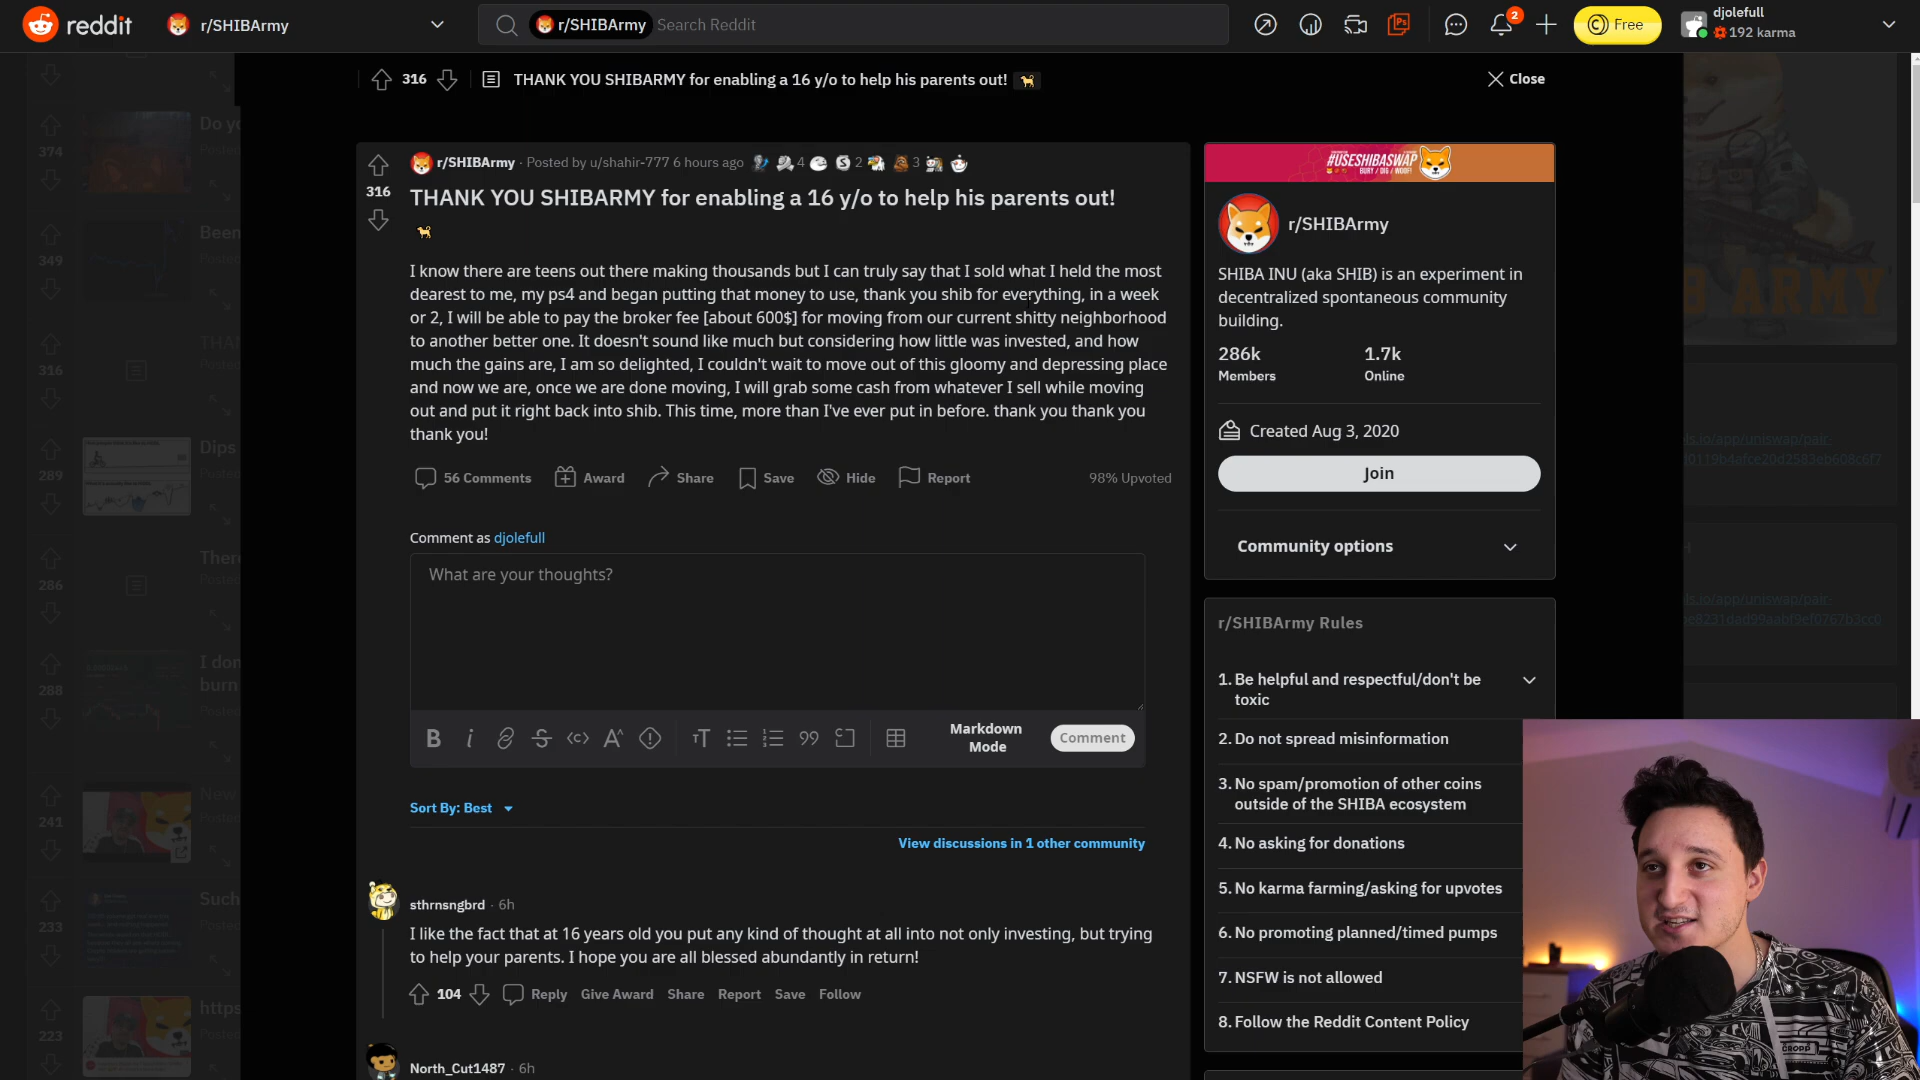 reddit
r/SHIBArmy
r/SHIBArmy Search Reddit
2
Free
djolefull
192 karma
316
THANK YOU SHIBARMY for enabling a 16 y/o to help his parents out!
Close
r/SHIBArmy · Posted by u/shahir-777 6 hours ago 4 2 3
316
THANK YOU SHIBARMY for enabling a 16 y/o to help his parents out!
I know there are teens out there making thousands but I can truly say that I sold what I held the most
dearest to me, my ps4 and began putting that money to use, thank you shib for everything, in a week
or 2, I will be able to pay the broker fee [about 600$] for moving from our current shitty neighborhood
to another better one. It doesn't sound like much but considering how little was invested, and how
much the gains are, I am so delighted, I couldn't wait to move out of this gloomy and depressing place
and now we are, once we are done moving, I will grab some cash from whatever I sell while moving
out and put it right back into shib. This time, more than I've ever put in before. thank you thank you
thank you!
56 Comments Award Share Save Hide Report 98% Upvoted
Comment as djolefull
What are your thoughts?
Markdown
Mode
Comment
Sort By: Best
View discussions in 1 other community
sthrnsngbrd · 6h
I like the fact that at 16 years old you put any kind of thought at all into not only investing, but trying
to help your parents. I hope you are all blessed abundantly in return!
104 Reply Give Award Share Report Save Follow
North_Cut1487 · 6h
#USESHIBASWAP
BURY / DIG / WOOF!
r/SHIBArmy
SHIBA INU (aka SHIB) is an experiment in
decentralized spontaneous community
building.
286k 1.7k
Members Online
Created Aug 3, 2020
Join
Community options
r/SHIBArmy Rules
1. Be helpful and respectful/don't be
toxic
2. Do not spread misinformation
3. No spam/promotion of other coins
outside of the SHIBA ecosystem
4. No asking for donations
5. No karma farming/asking for upvotes
6. No promoting planned/timed pumps
7. NSFW is not allowed
8. Follow the Reddit Content Policy
374
349
Been
316
289
Dips
286
Ther
288
I don
burn
241
New
233
Such
223
https
ARMY
CROPP